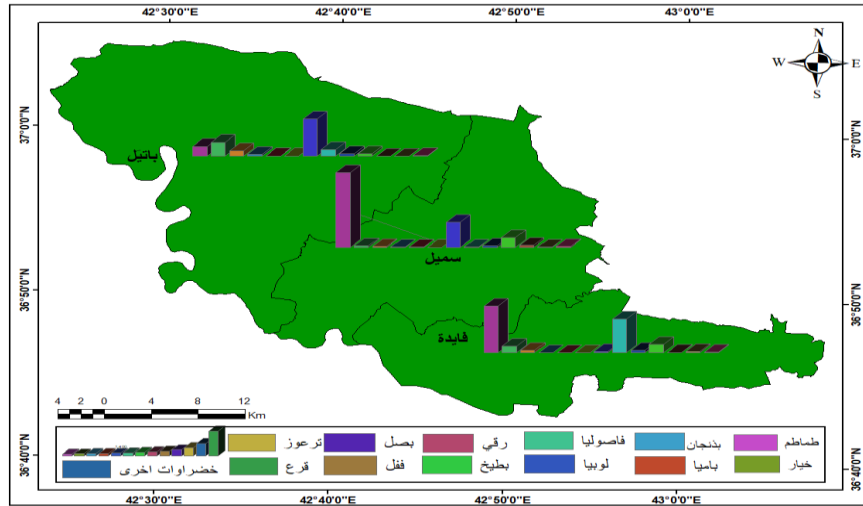 42°30'0"E 42°40'0"E 42°50'0"E 43°0'0"E
N
W E
S
37°0'0"N 37°0'0"N
باتيل
سميل
36°50'0"N 36°50'0"N
فايدة
4 2 0 4 8 12
Km
طماطم بذنجان فاصوليا رقي بصل ترعوز
خيار باميا لوبيا بطيخ فلفل قرع خضراوات اخرى
36°40'0"N 36°40'0"N
42°30'0"E 42°40'0"E 42°50'0"E 43°0'0"E